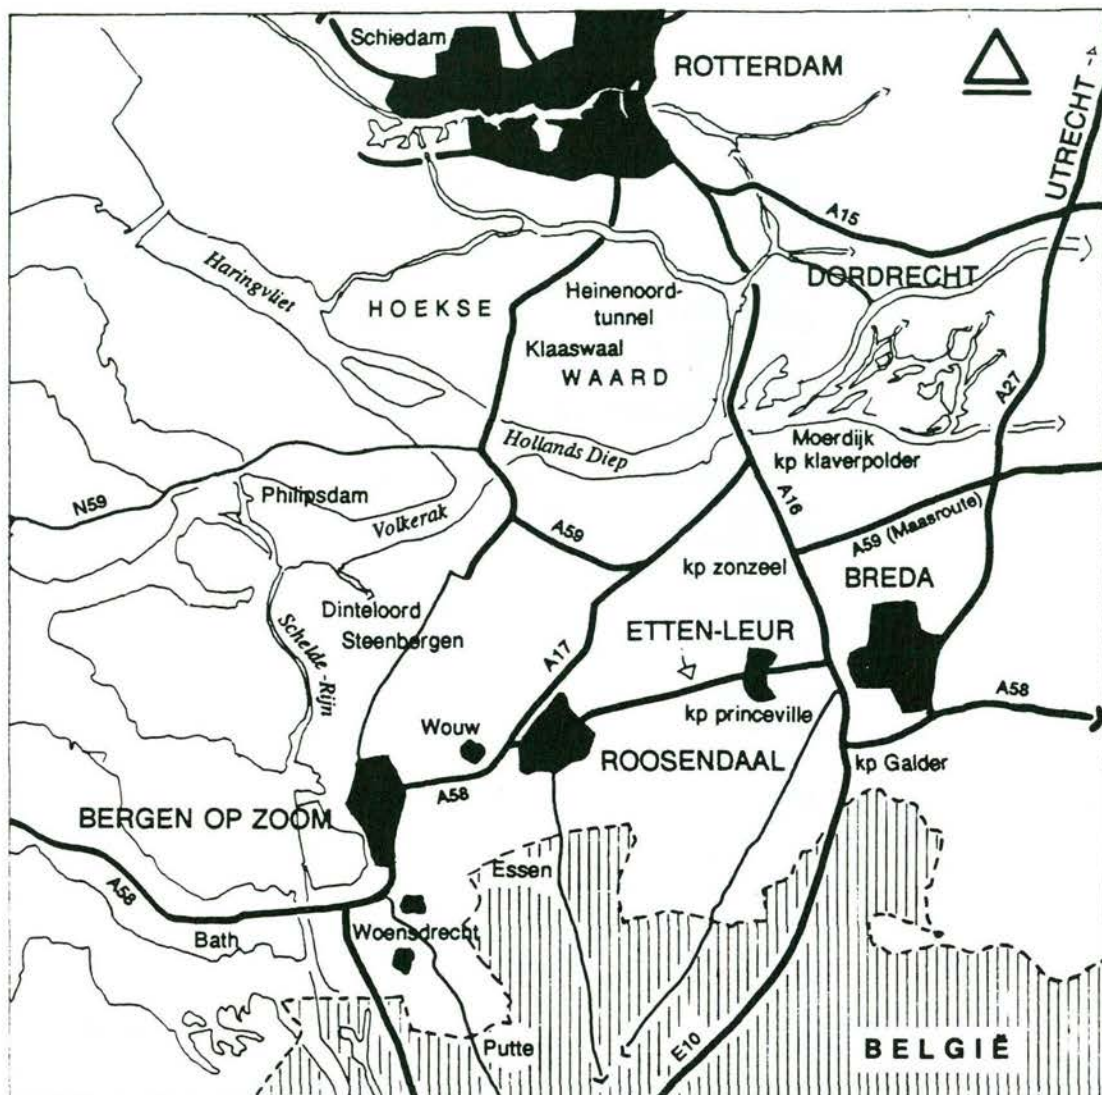 Schiedam
ROTTERDAM
UTRECHT
A15
Haringvliet
HOEKSE
Heinenoord-
tunnel
DORDRECHT
Klaaswaal
WAARD
A27
Hollands Diep
Moerdijk
kp klaverpolder
N59
Philipsdam
Volkerak
A59
A16
A59 (Maasroute)
kp zonzeel
BREDA
Dinteloord
Steenbergen
Schelde-Rijn
ETTEN-LEUR
A17
A58
kp princeville
Wouw
ROOSENDAAL
kp Galder
A58
BERGEN OP ZOOM
Essen
A58
Bath
Woensdrecht
Putte
E10
BELGIË